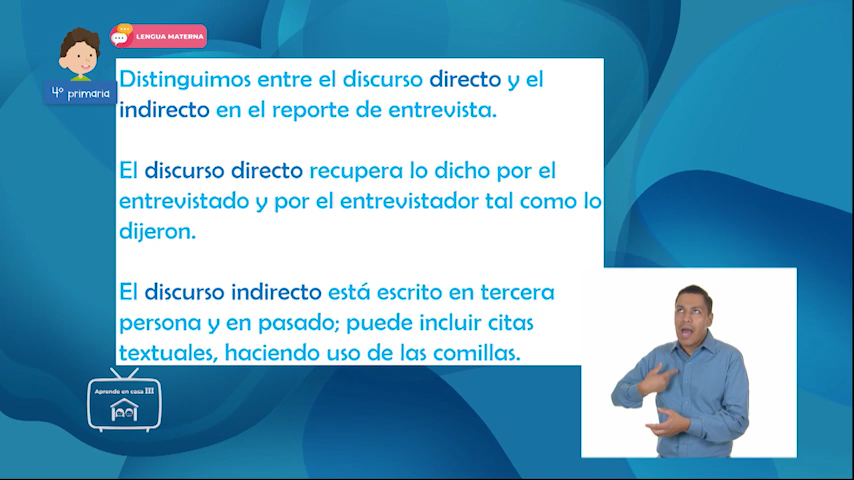 LENGUA MATERNA
4º primaria
Distinguimos entre el discurso directo y el
indirecto en el reporte de entrevista.
El discurso directo recupera lo dicho por el
entrevistado y por el entrevistador tal como lo
dijeron.
El discurso indirecto está escrito en tercera
persona y en pasado; puede incluir citas
textuales, haciendo uso de las comillas.
Aprende en casa III